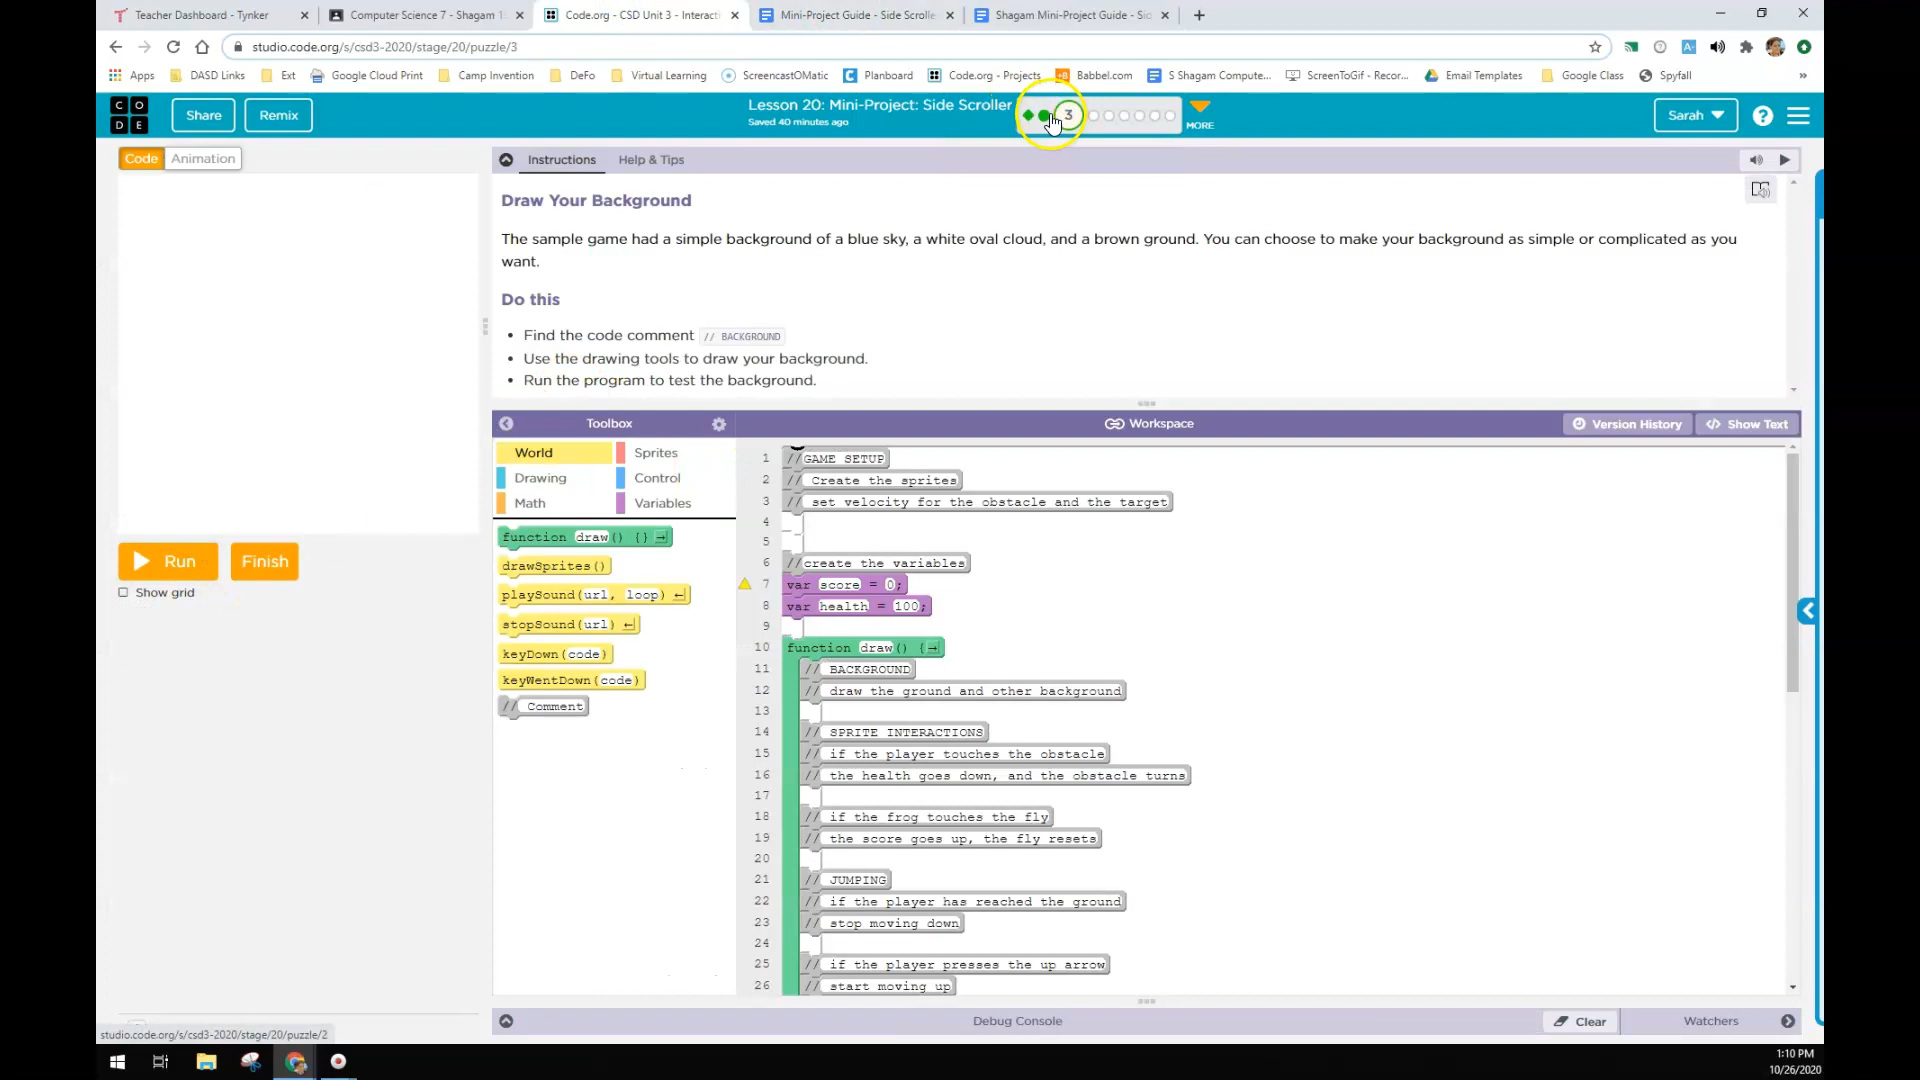 Teacher Dashboard - Tynker
Computer Science 7 - Shagam 1
Code.org - CSD Unit 3 - Interacti
Mini-Project Guide - Side Scrolle
Shagam Mini-Project Guide - Sid
studio.code.org/s/csd3-2020/stage/20/puzzle/3
Apps
DASD Links
Ext
Google Cloud Print
Camp Invention
DeFo
Virtual Learning
ScreencastOMatic
Planboard
Code.org - Projects
Babbel.com
S Shagam Compute...
ScreenToGif - Recor...
Email Templates
Google Class
Spyfall
»
C O
D E
Share
Remix
Lesson 20: Mini-Project: Side Scroller
Saved 40 minutes ago
3
MORE
Sarah
?
Code
Animation
Instructions
Help & Tips
Draw Your Background
The sample game had a simple background of a blue sky, a white oval cloud, and a brown ground. You can choose to make your background as simple or complicated as you
want.
Do this
• Find the code comment // BACKGROUND
• Use the drawing tools to draw your background.
• Run the program to test the background.
Run
Finish
Show grid
Toolbox
Workspace
Version History
</> Show Text
World
Sprites
Drawing
Control
Math
Variables
function draw() {}
drawSprites()
playSound(url, loop)
stopSound(url)
keyDown(code)
keyWentDown(code)
// Comment
1 //GAME SETUP
2 // Create the sprites
3 // set velocity for the obstacle and the target
4
5
6 //create the variables
7 var score = 0;
8 var health = 100;
9
10 function draw() {
11 // BACKGROUND
12 // draw the ground and other background
13
14 // SPRITE INTERACTIONS
15 // if the player touches the obstacle
16 // the health goes down, and the obstacle turns
17
18 // if the frog touches the fly
19 // the score goes up, the fly resets
20
21 // JUMPING
22 // if the player has reached the ground
23 // stop moving down
24
25 // if the player presses the up arrow
26 // start moving up
Debug Console
Clear
Watchers
studio.code.org/s/csd3-2020/stage/20/puzzle/2
1:10 PM
10/26/2020